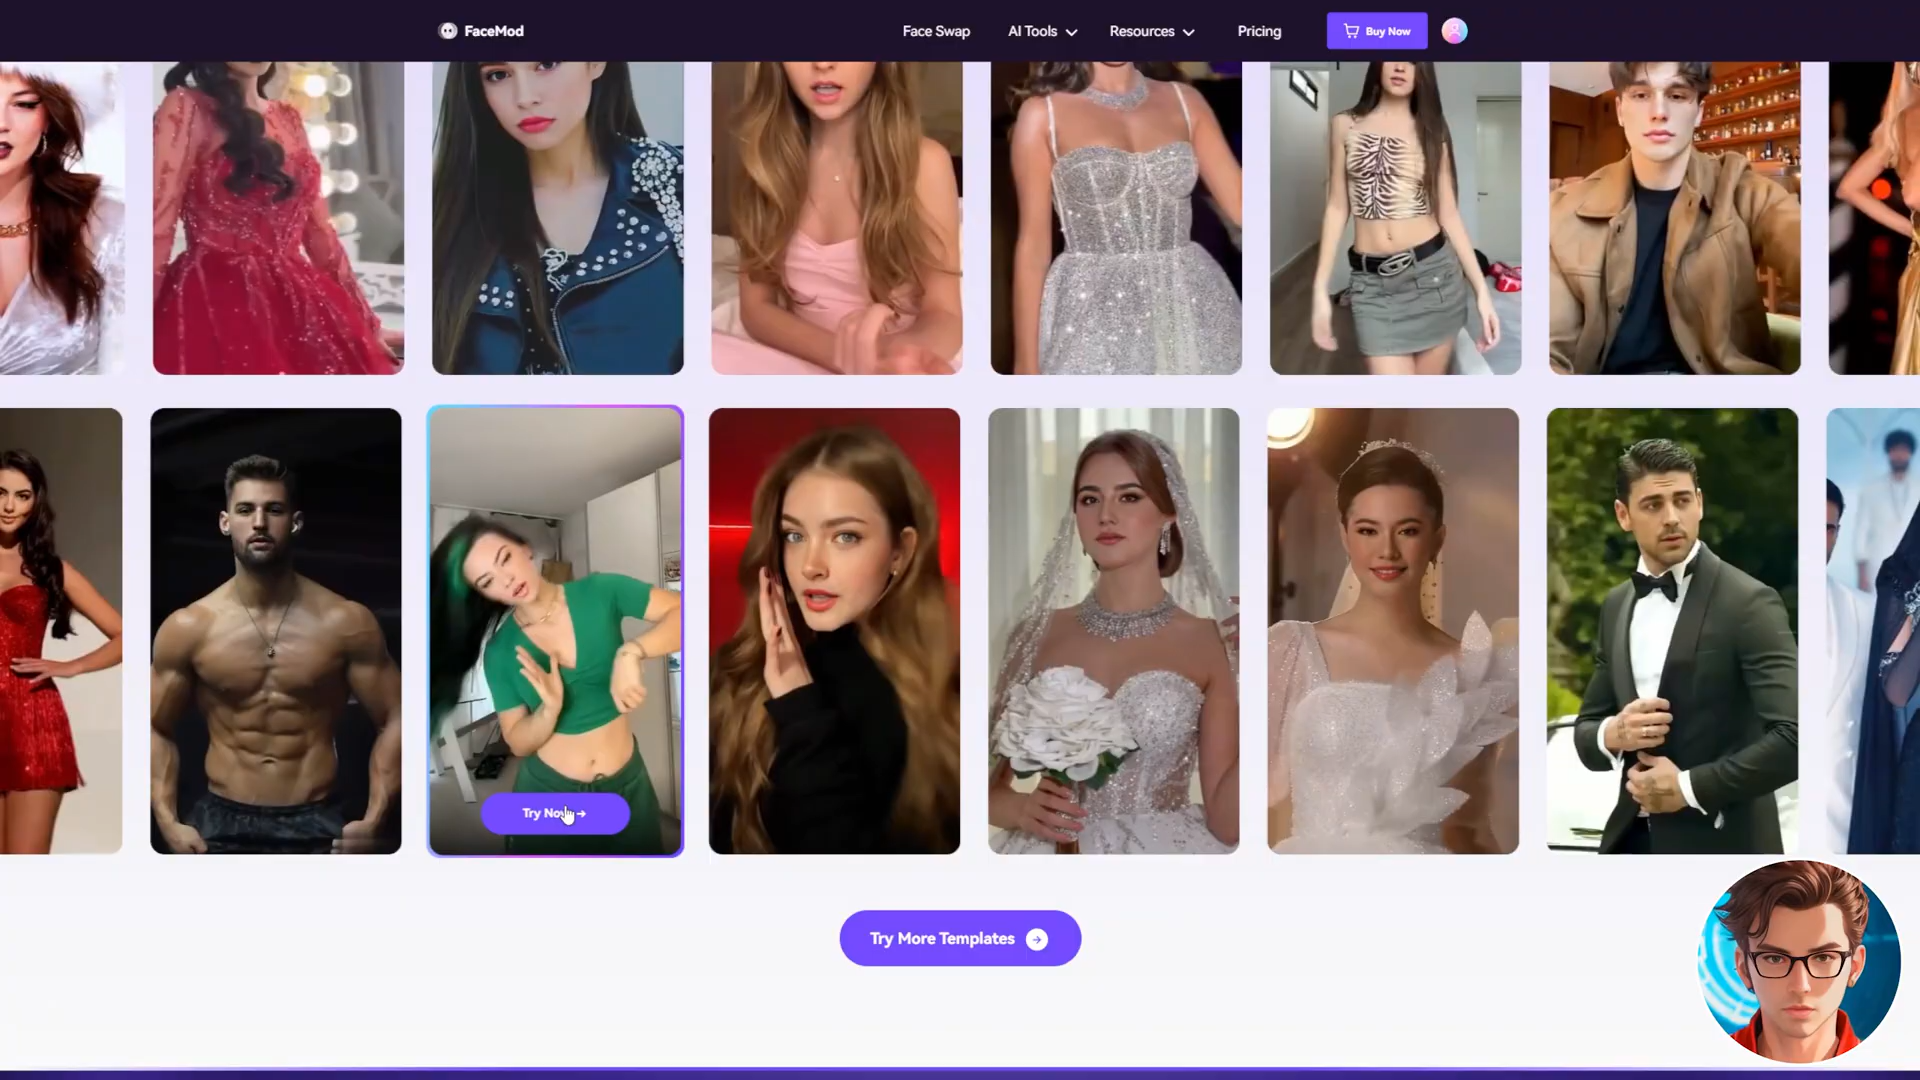 FaceMod
Face Swap
AI Tools
Resources
Pricing
Buy Now
Try Now
Try More Templates